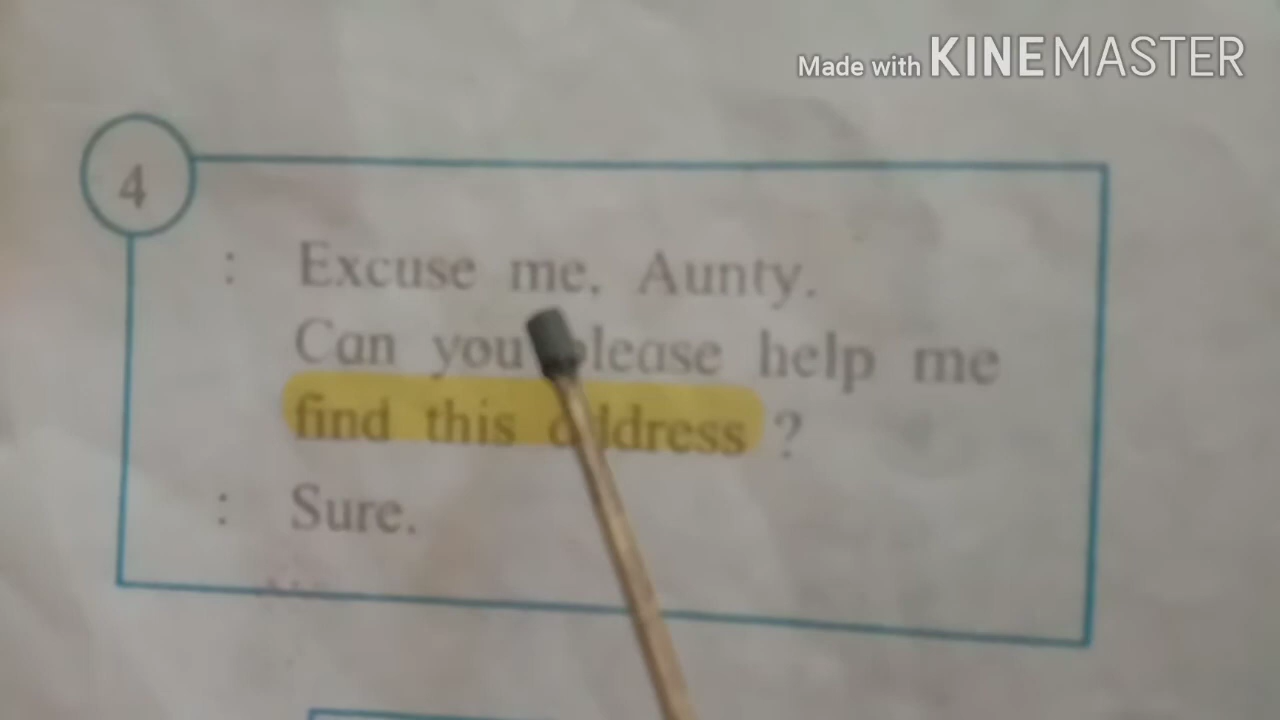 Made with KINEMASTER
4
: Excuse me, Aunty.
Can you please help me
find this address ?
: Sure.